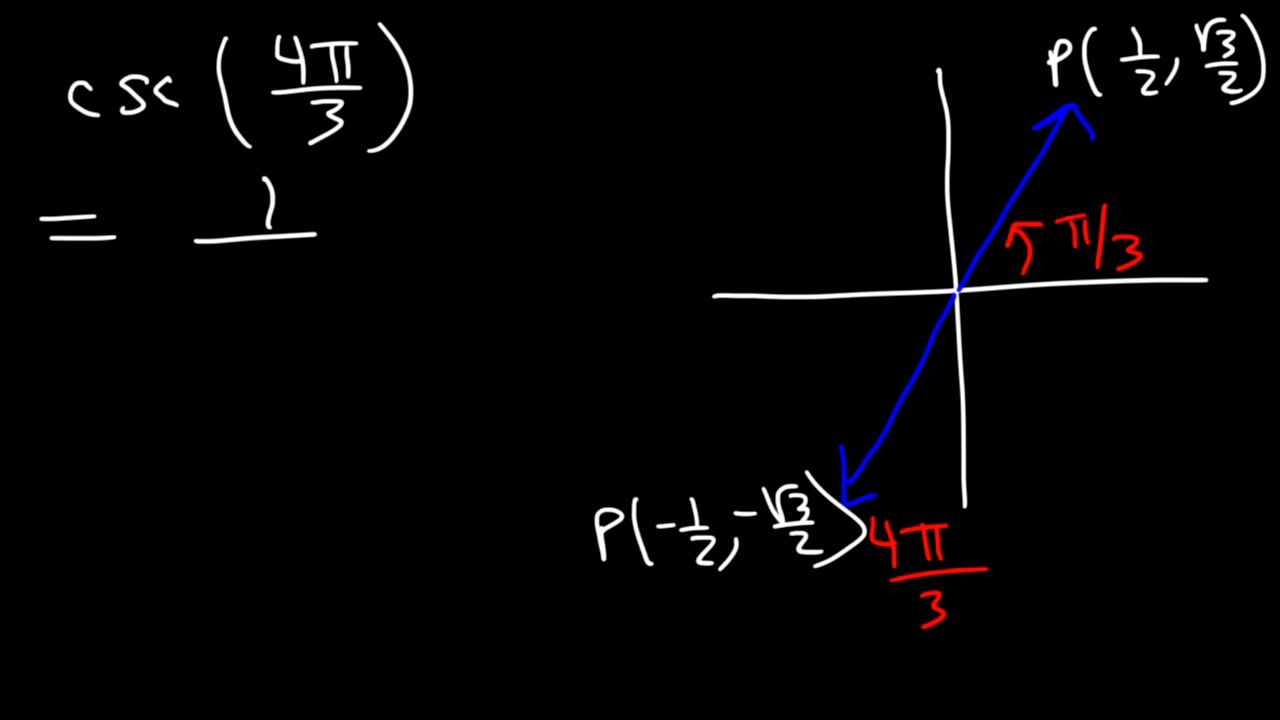 csc(4π/3)
= 1
P(1/2, √3/2)
π/3
P(-1/2, -√3/2)
4π/3